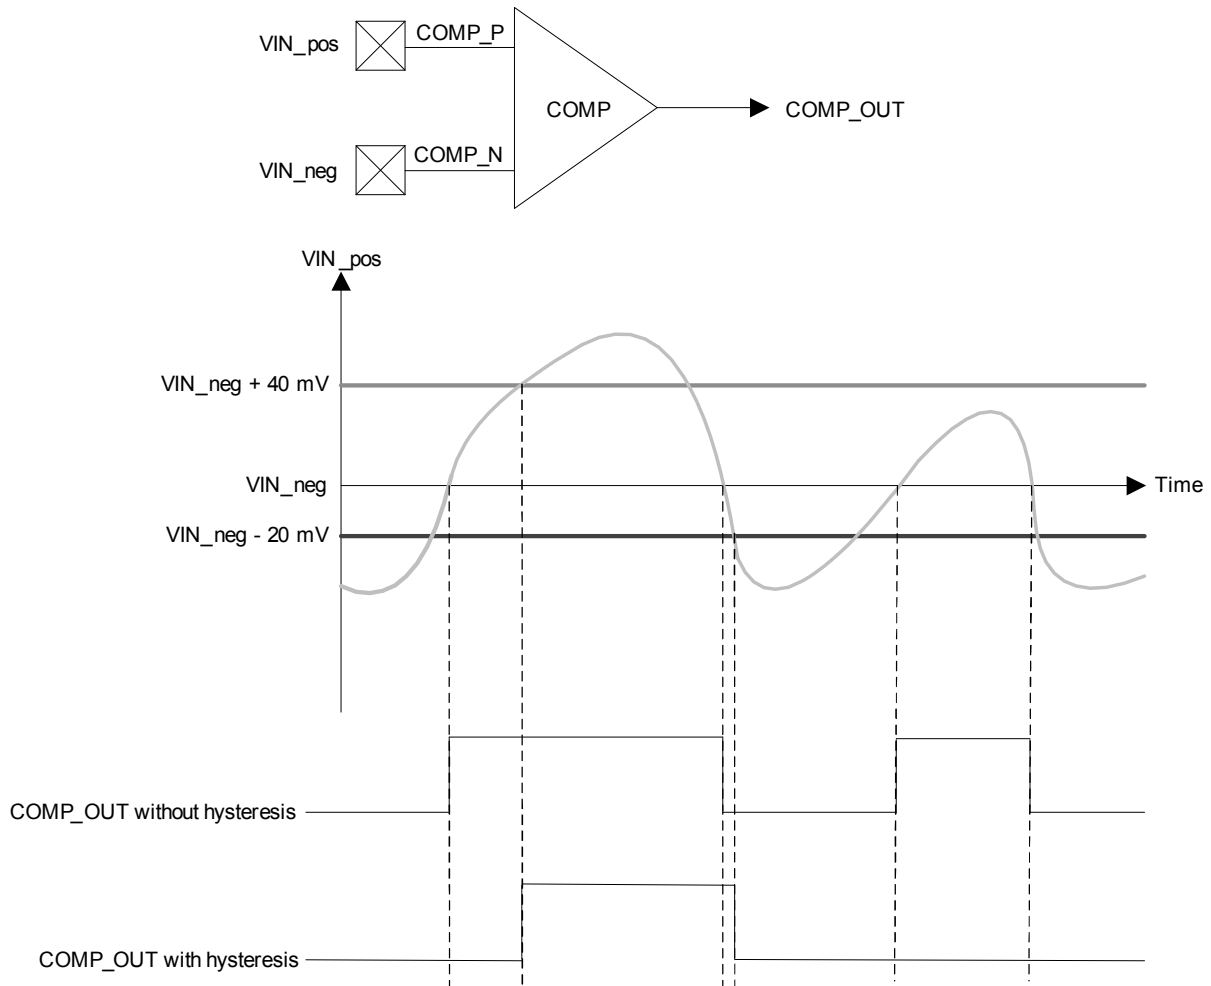 VIN_pos
COMP_P
COMP
COMP_OUT
VIN_neg
COMP_N
VIN_pos
VIN_neg + 40 mV
VIN_neg
Time
VIN_neg - 20 mV
COMP_OUT without hysteresis
COMP_OUT with hysteresis